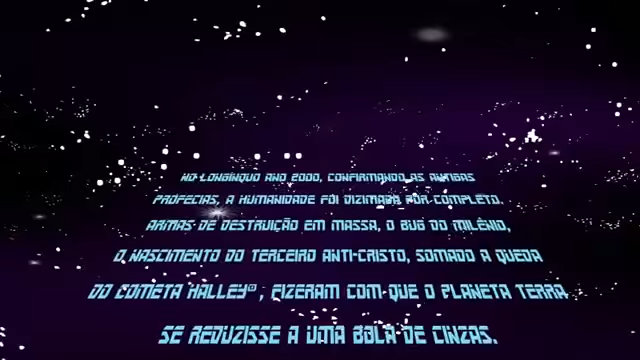 NO LONGÍNQUO ANO 2000, CONFIRMANDO AS ANTIGAS
PROFECIAS, A HUMANIDADE FOI DIZIMADA POR COMPLETO.
ARMAS DE DESTRUIÇÃO EM MASSA, O BUG DO MILÊNIO,
O NASCIMENTO DO TERCEIRO ANTI-CRISTO, SOMADO A QUEDA
DO COMETA HALLEY®, FIZERAM COM QUE O PLANETA TERRA
SE REDUZISSE A UMA BOLA DE CINZAS.